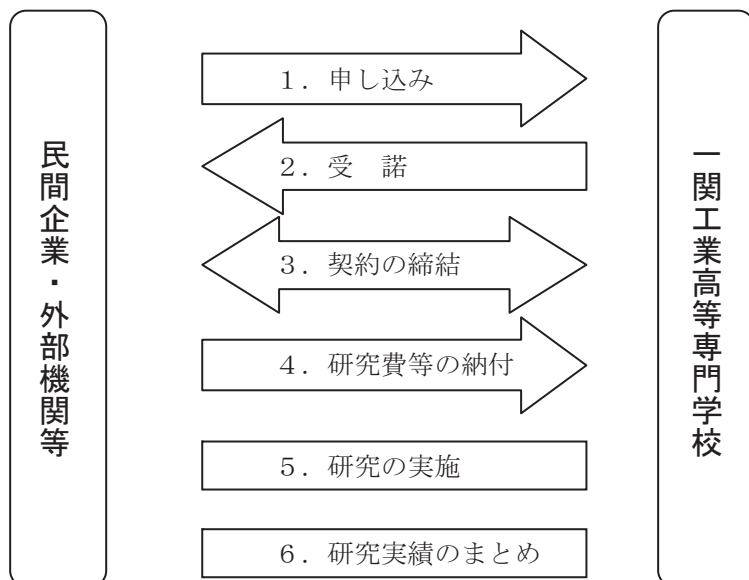 民間企業・外部機関等
1．申し込み
2．受　諾
3．契約の締結
4．研究費等の納付
5．研究の実施
6．研究実績のまとめ
一関工業高等専門学校